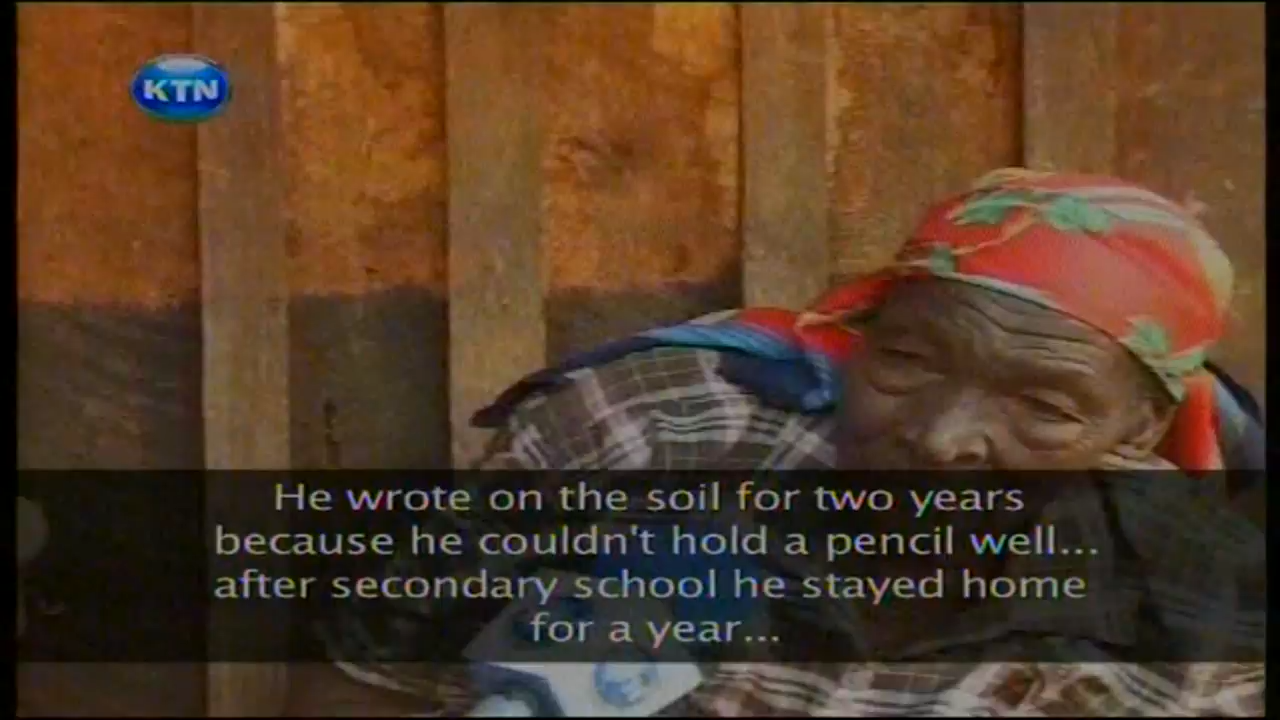 KTN
He wrote on the soil for two years
because he couldn't hold a pencil well...
after secondary school he stayed home
for a year...